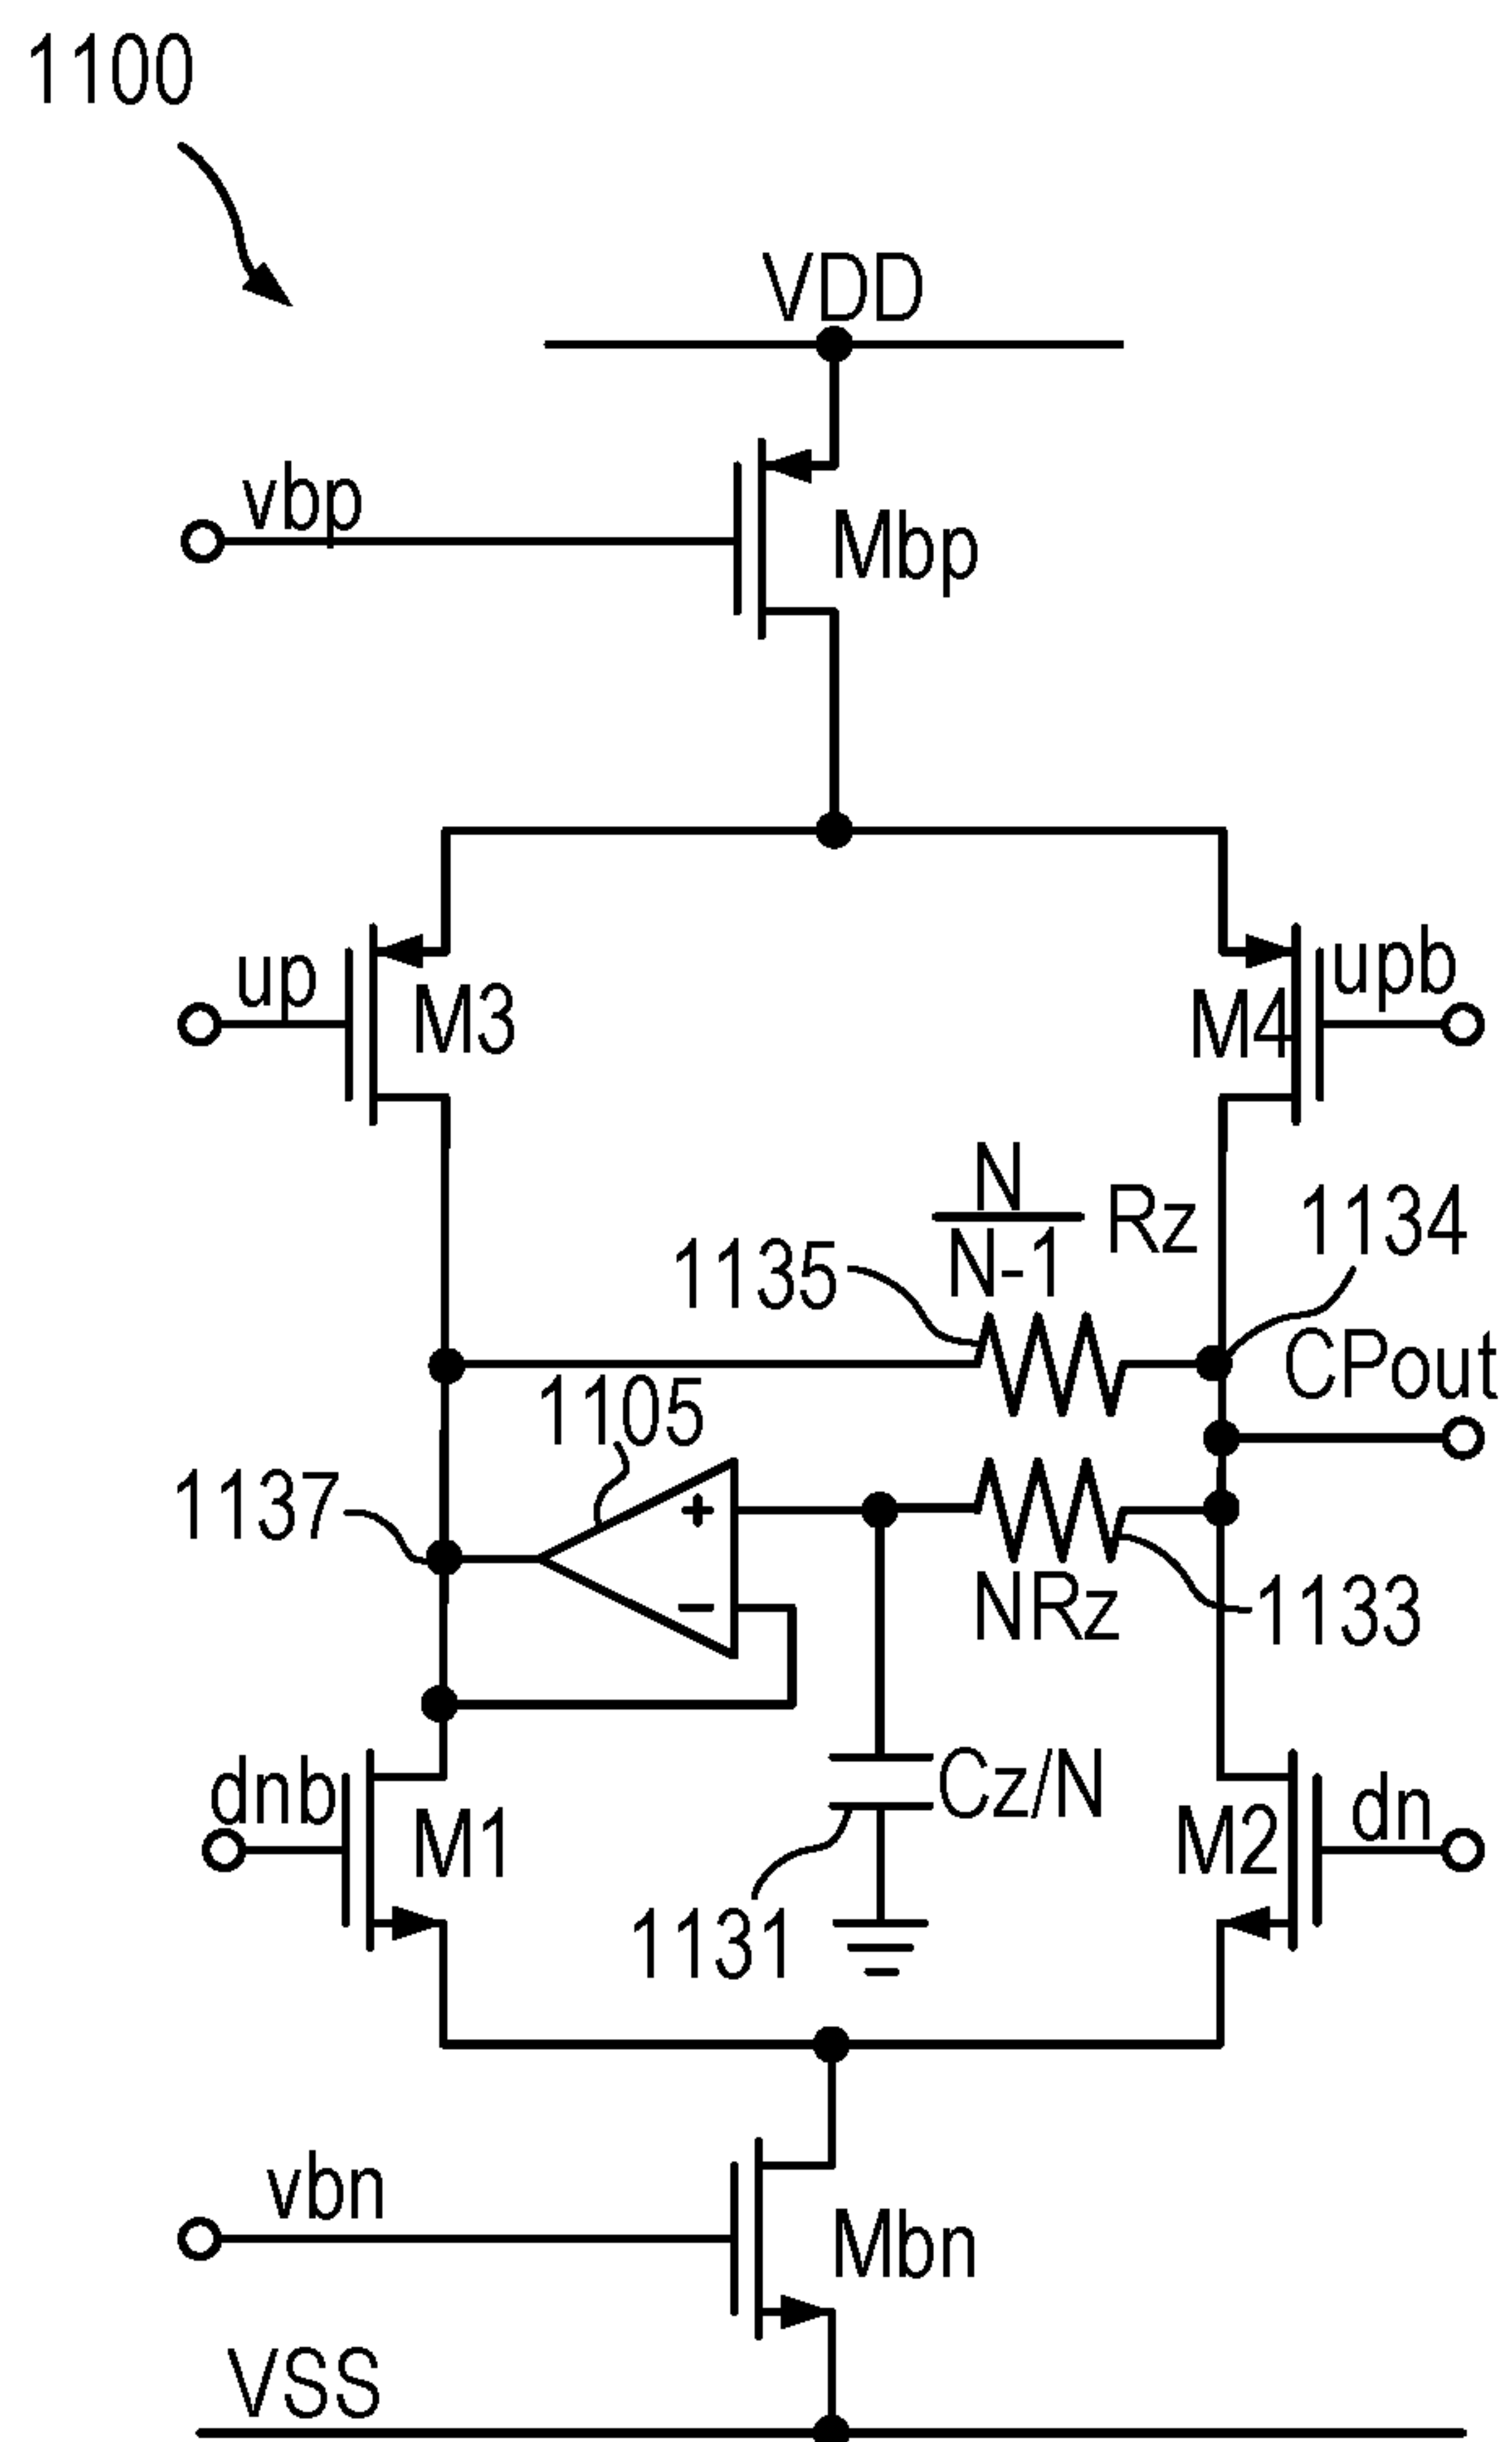 1100
VDD
vbp
Mbp
up
M3
M4
upb
N
N-1
Rz
1134
1135
CPout
1105
+
1137
−
NRz
1133
dnb
M1
Cz/N
M2
dn
1131
vbn
Mbn
VSS